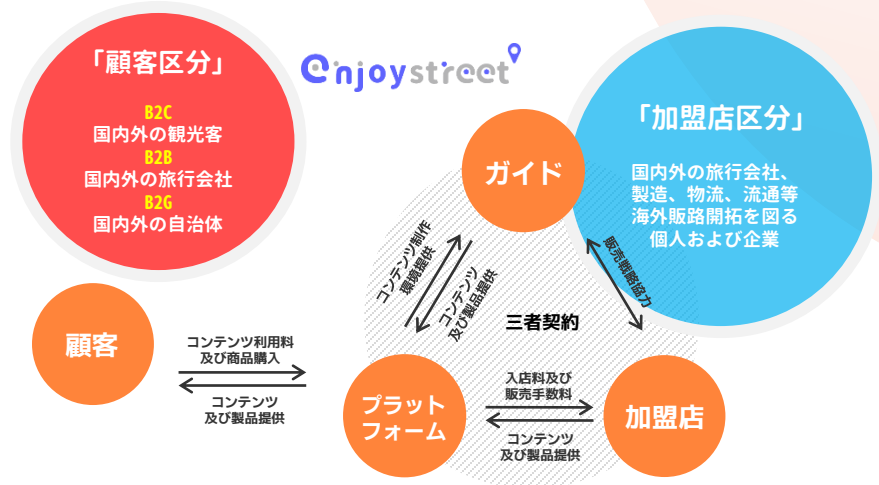 「顧客区分」
B2C
国内外の観光客
B2B
国内外の旅行会社
B2G
国内外の自治体
enjoystreet
「加盟店区分」
国内外の旅行会社、
製造、物流、流通等
海外販路開拓を図る
個人および企業
ガイド
コンテンツ制作
環境提供
コンテンツ
及び製品提供
販売戦略協力
三者契約
顧客
コンテンツ利用料
及び商品購入
コンテンツ
及び製品提供
プラット
フォーム
入店料及び
販売手数料
コンテンツ
及び製品提供
加盟店